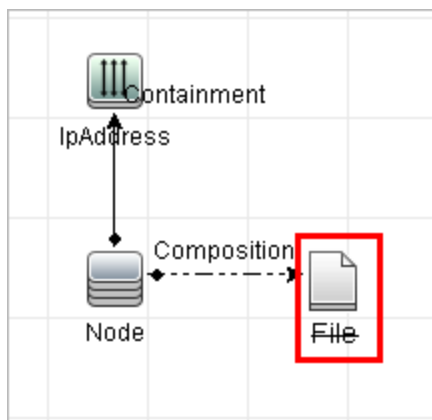 Containment
IpAddress
Composition
Node
File